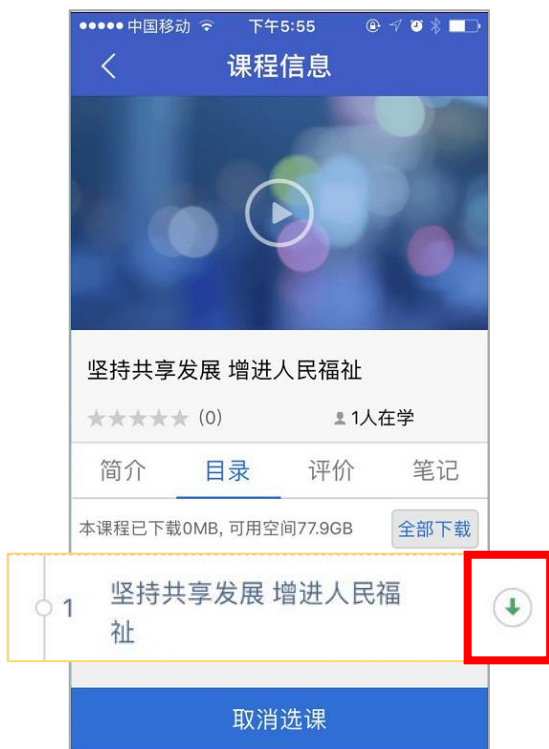 中国移动 下午5:55
课程信息
坚持共享发展 增进人民福祉
(0) 1人在学
简介 目录 评价 笔记
本课程已下载0MB, 可用空间77.9GB 全部下载
1 坚持共享发展 增进人民福
祉
取消选课